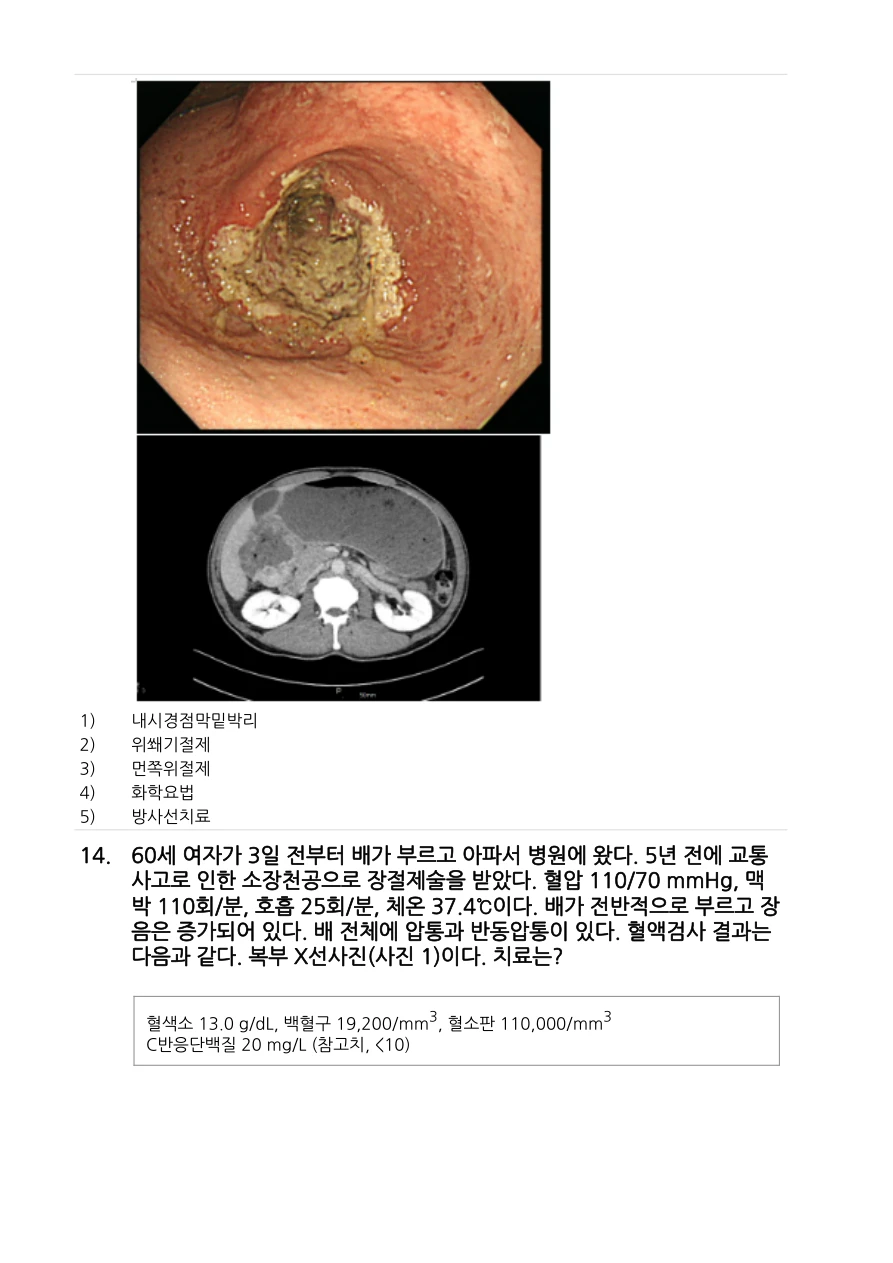 P
50mm
1) 내시경점막밑박리
2) 위쐐기절제
3) 먼쪽위절제
4) 화학요법
5) 방사선치료
14. 60세 여자가 3일 전부터 배가 부르고 아파서 병원에 왔다. 5년 전에 교통
사고로 인한 소장천공으로 장절제술을 받았다. 혈압 110/70 mmHg, 맥
박 110회/분, 호흡 25회/분, 체온 37.4℃이다. 배가 전반적으로 부르고 장
음은 증가되어 있다. 배 전체에 압통과 반동압통이 있다. 혈액검사 결과는
다음과 같다. 복부 X선사진(사진 1)이다. 치료는?
혈색소 13.0 g/dL, 백혈구 19,200/mm³, 혈소판 110,000/mm³
C반응단백질 20 mg/L (참고치, <10)